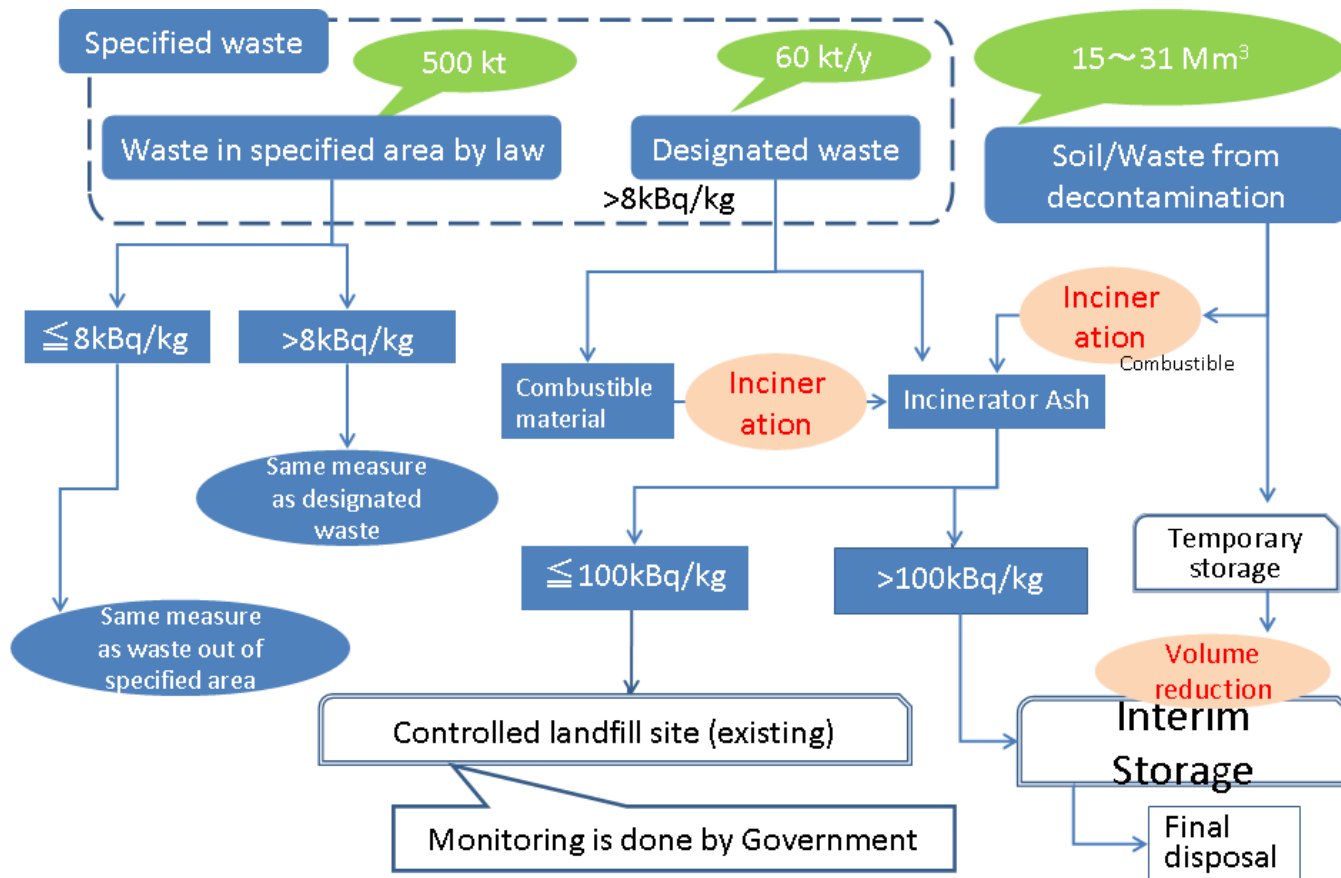 Specified waste
500 kt
60 kt/y
15~31 Mm³
Waste in specified area by law
Designated waste
Soil/Waste from
decontamination
>8kBq/kg
≦8kBq/kg
>8kBq/kg
Inciner
ation
Combustible
Combustible
material
Inciner
ation
Incinerator Ash
Same measure
as designated
waste
≦100kBq/kg
>100kBq/kg
Temporary
storage
Same measure
as waste out of
specified area
Volume
reduction
Controlled landfill site (existing)
Interim
Storage
Monitoring is done by Government
Final
disposal